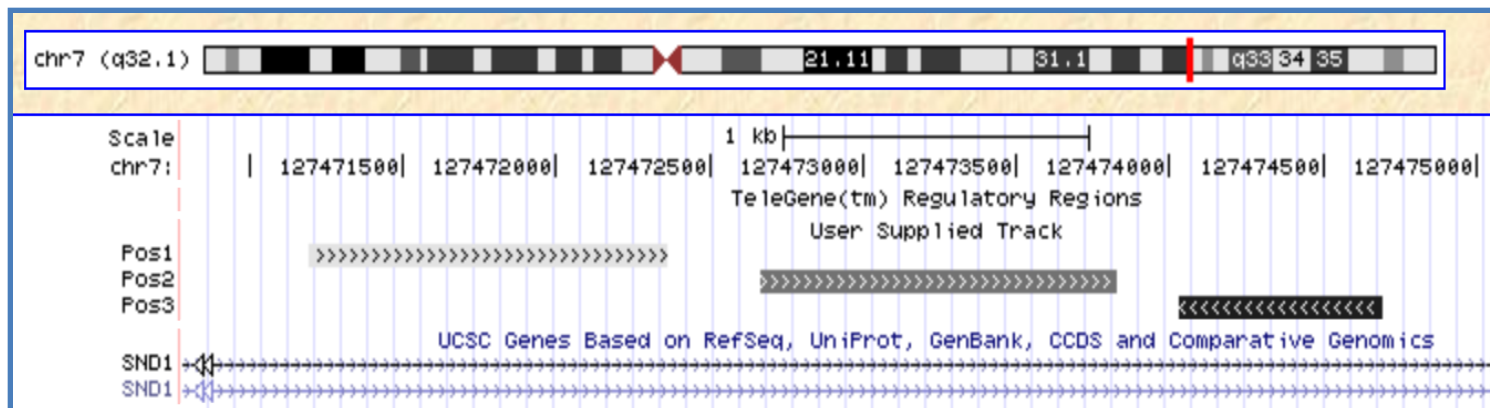 chr7 (q32.1) 21.11 31.1 q33 34 35
Scale 1 kb
chr7: 127471500 127472000 127472500 127473000 127473500 127474000 127474500 127475000
TeleGene(tm) Regulatory Regions
User Supplied Track
Pos1
Pos2
Pos3
UCSC Genes Based on RefSeq, UniProt, GenBank, CCDS and Comparative Genomics
SND1
SND1